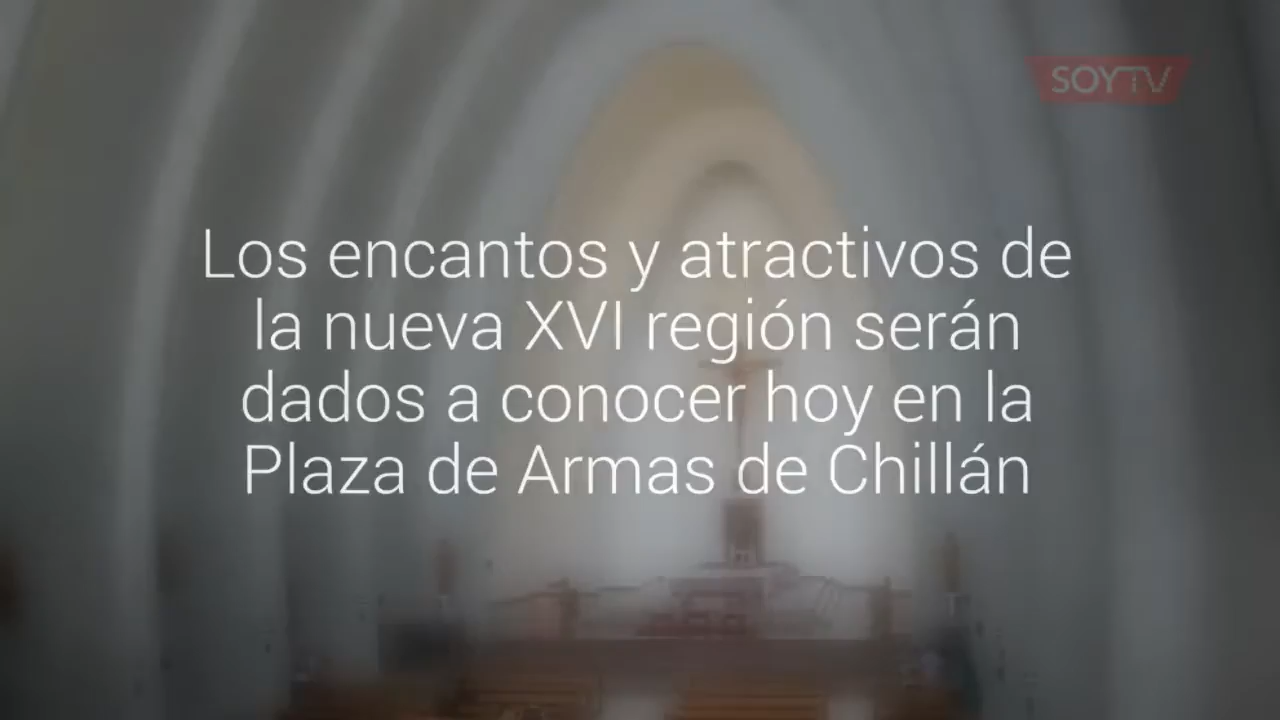 SOYTV
Los encantos y atractivos de
la nueva XVI región serán
dados a conocer hoy en la
Plaza de Armas de Chillán